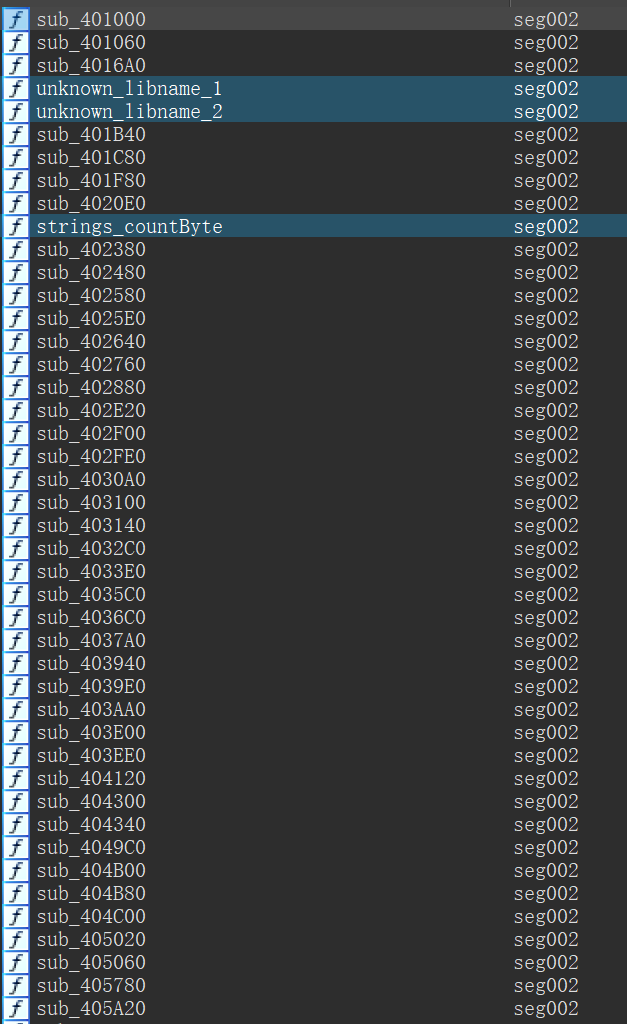 sub_401000 seg002
sub_401060 seg002
sub_4016A0 seg002
unknown_libname_1 seg002
unknown_libname_2 seg002
sub_401B40 seg002
sub_401C80 seg002
sub_401F80 seg002
sub_4020E0 seg002
strings_countByte seg002
sub_402380 seg002
sub_402480 seg002
sub_402580 seg002
sub_4025E0 seg002
sub_402640 seg002
sub_402760 seg002
sub_402880 seg002
sub_402E20 seg002
sub_402F00 seg002
sub_402FE0 seg002
sub_4030A0 seg002
sub_403100 seg002
sub_403140 seg002
sub_4032C0 seg002
sub_4033E0 seg002
sub_4035C0 seg002
sub_4036C0 seg002
sub_4037A0 seg002
sub_403940 seg002
sub_4039E0 seg002
sub_403AA0 seg002
sub_403E00 seg002
sub_403EE0 seg002
sub_404120 seg002
sub_404300 seg002
sub_404340 seg002
sub_4049C0 seg002
sub_404B00 seg002
sub_404B80 seg002
sub_404C00 seg002
sub_405020 seg002
sub_405060 seg002
sub_405780 seg002
sub_405A20 seg002